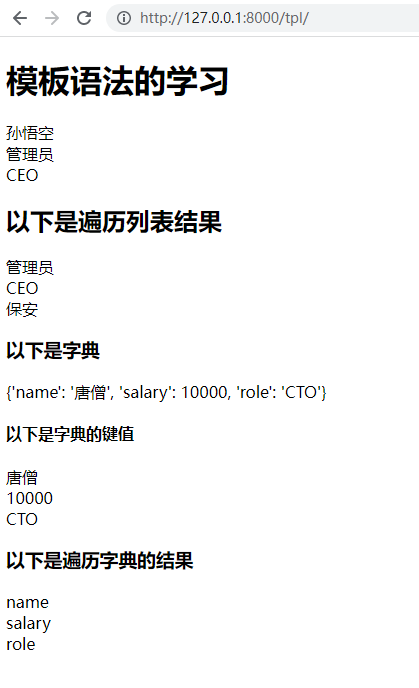 http://127.0.0.1:8000/tpl/
模板语法的学习
孙悟空
管理员
CEO
以下是遍历列表结果
管理员
CEO
保安
以下是字典
{'name': '唐僧', 'salary': 10000, 'role': 'CTO'}
以下是字典的键值
唐僧
10000
CTO
以下是遍历字典的结果
name
salary
role